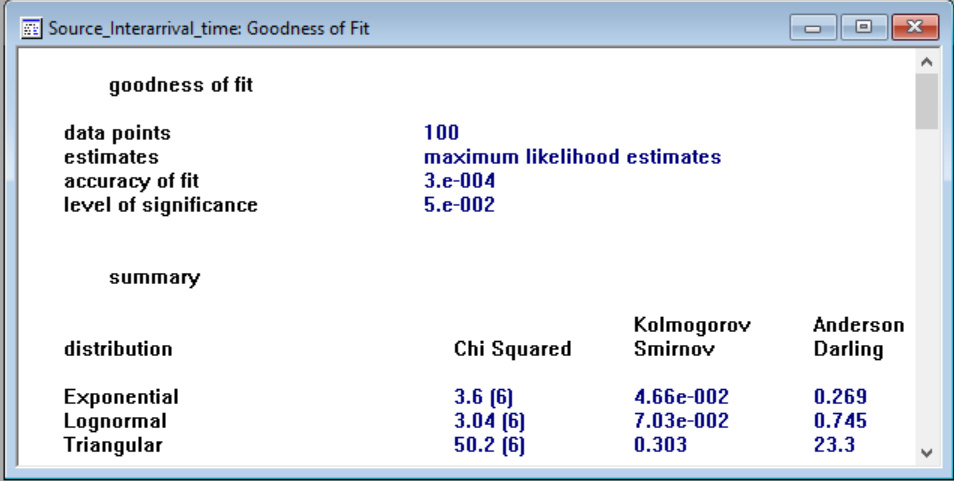 Source_Interarrival_time: Goodness of Fit
goodness of fit
data points 100
estimates maximum likelihood estimates
accuracy of fit 3.e-004
level of significance 5.e-002
summary
Kolmogorov Anderson
distribution Chi Squared Smirnov Darling
Exponential 3.6 (6) 4.66e-002 0.269
Lognormal 3.04 (6) 7.03e-002 0.745
Triangular 50.2 (6) 0.303 23.3